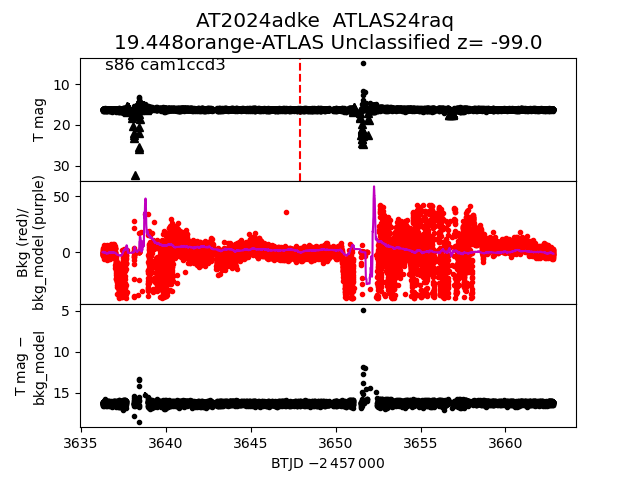 AT2024adke  ATLAS24raq
19.448orange-ATLAS Unclassified z= -99.0
s86 cam1ccd3
T mag
10
20
30
Bkg (red)/
bkg_model (purple)
50
0
T mag −
bkg_model
5
10
15
3635 3640 3645 3650 3655 3660
BTJD −2 457 000